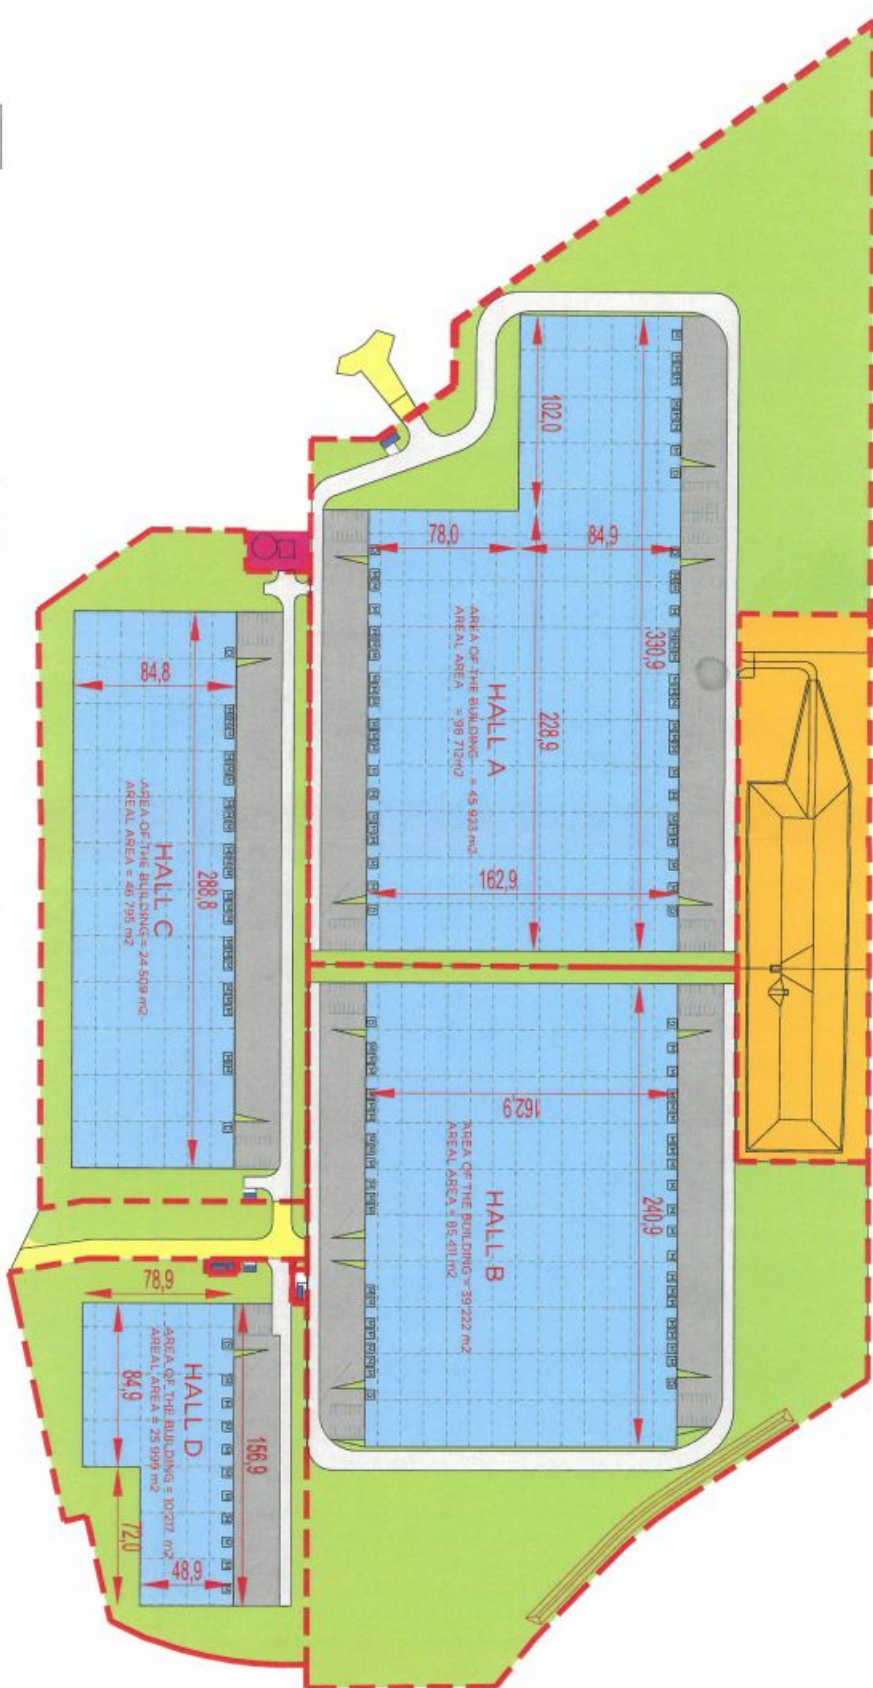 HALL A
AREA OF THE BUILDING = 45 923 m2
AREAL AREA = 98 712m2
102,0
78,0
84,9
330,9
228,9
162,9
HALL B
AREA OF THE BUILDING = 39 222 m2
AREAL AREA = 85 411 m2
162,9
240,9
HALL C
AREA OF THE BUILDING = 24 509 m2
AREAL AREA = 46 795 m2
84,8
288,8
HALL D
AREA OF THE BUILDING = 10 217 m2
AREAL AREA = 25 999 m2
78,9
84,9
156,9
72,0
48,9